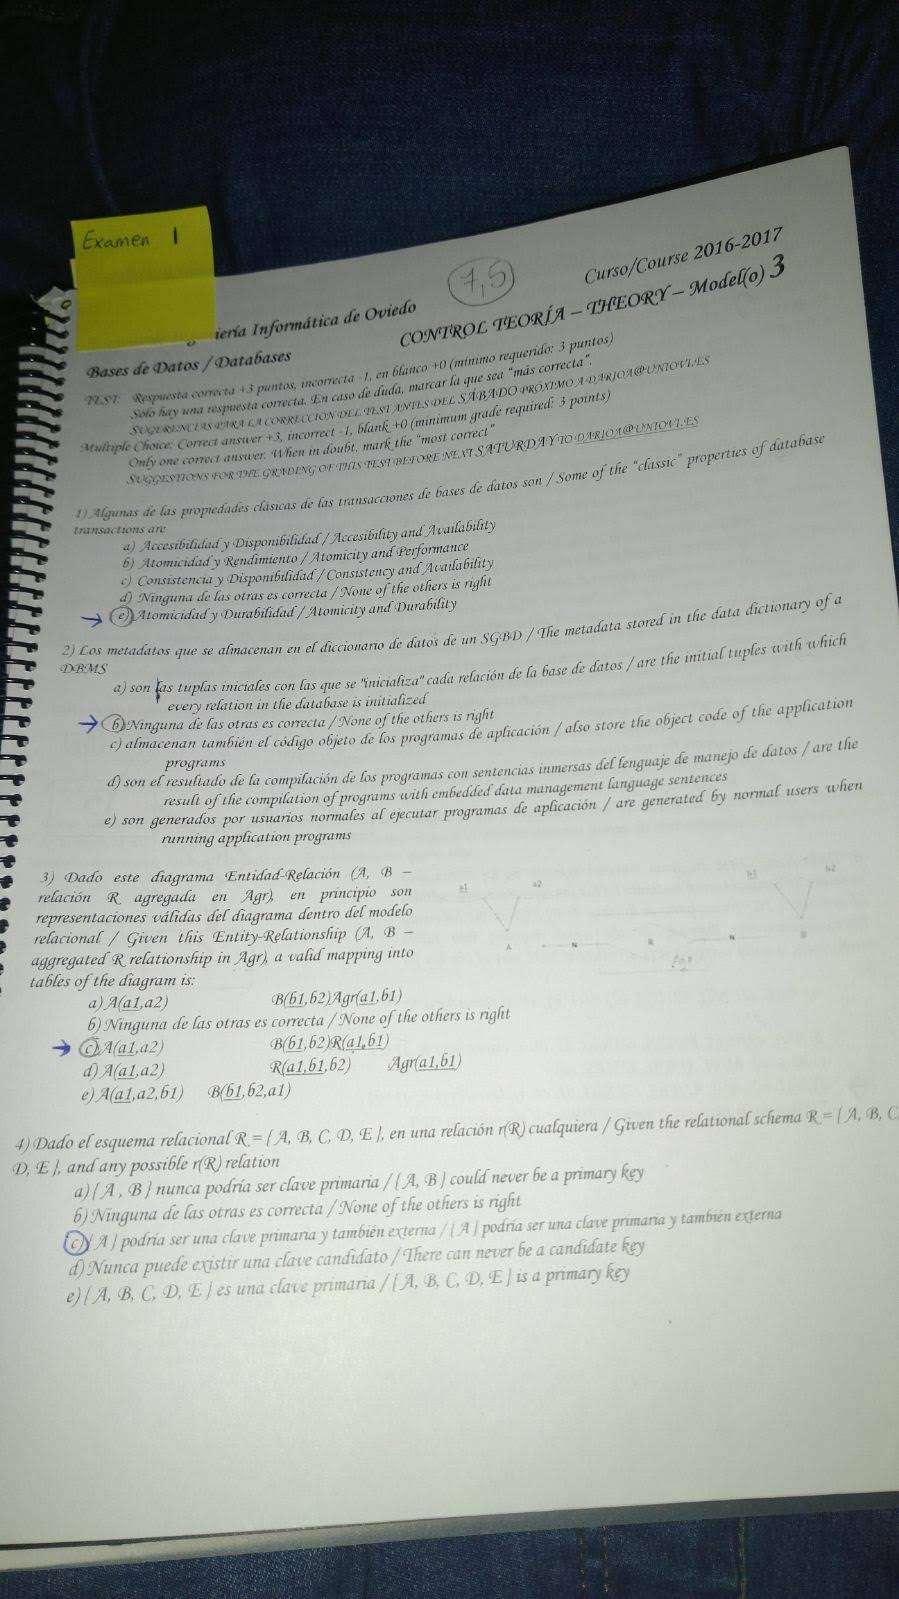 Examen 1
7,5
Curso/Course 2016-2017
iería Informática de Oviedo
CONTROL TEORÍA – THEORY – Model(o) 3
Bases de Datos / Databases
TEST: Respuesta correcta +3 puntos, incorrecta -1, en blanco +0 (mínimo requerido: 3 puntos)
Sólo hay una respuesta correcta. En caso de duda, marcar la que sea "más correcta".
SUGERENCIAS PARA LA CORRECCIÓN DEL TEST ANTES DEL SÁBADO PRÓXIMO A DARIOA@UNIOVI.ES
Multiple Choice: Correct answer +3, incorrect -1, blank +0 (minimum grade required: 3 points)
Only one correct answer. When in doubt, mark the "most correct"
SUGGESTIONS FOR THE GRADING OF THIS TEST BEFORE NEXT SATURDAY TO DARIOA@UNIOVI.ES
1) Algunas de las propiedades clásicas de las transacciones de bases de datos son / Some of the "classic" properties of database
transactions are
a) Accesibilidad y Disponibilidad / Accesibility and Availability
b) Atomicidad y Rendimiento / Atomicity and Performance
c) Consistencia y Disponibilidad / Consistency and Availability
d) Ninguna de las otras es correcta / None of the others is right
e) Atomicidad y Durabilidad / Atomicity and Durability
2) Los metadatos que se almacenan en el diccionario de datos de un SGBD / The metadata stored in the data dictionary of a
DBMS
a) son las tuplas iniciales con las que se "inicializa" cada relación de la base de datos / are the initial tuples with which
every relation in the database is initialized
b) Ninguna de las otras es correcta / None of the others is right
c) almacenan también el código objeto de los programas de aplicación / also store the object code of the application
programs
d) son el resultado de la compilación de los programas con sentencias inmersas del lenguaje de manejo de datos / are the
result of the compilation of programs with embedded data management language sentences
e) son generados por usuarios normales al ejecutar programas de aplicación / are generated by normal users when
running application programs
3) Dado este diagrama Entidad-Relación (A, B –
relación R agregada en Agr), en principio son
representaciones válidas del diagrama dentro del modelo
relacional / Given this Entity-Relationship (A, B –
aggregated R relationship in Agr), a valid mapping into
tables of the diagram is:
a1 a2 b1 b2
A N R N B
Agr
a) A(a1,a2) B(b1,b2)Agr(a1,b1)
b) Ninguna de las otras es correcta / None of the others is right
c) A(a1,a2) B(b1,b2)R(a1,b1)
d) A(a1,a2) R(a1,b1,b2) Agr(a1,b1)
e) A(a1,a2,b1) B(b1,b2,a1)
4) Dado el esquema relacional R = { A, B, C, D, E }, en una relación r(R) cualquiera / Given the relational schema R = { A, B, C
D, E }, and any possible r(R) relation
a) { A , B } nunca podría ser clave primaria / { A, B } could never be a primary key
b) Ninguna de las otras es correcta / None of the others is right
c) { A } podría ser una clave primaria y también externa / { A } podría ser una clave primaria y también externa
d) Nunca puede existir una clave candidata / There can never be a candidate key
e) { A, B, C, D, E } es una clave primaria / { A, B, C, D, E } is a primary key